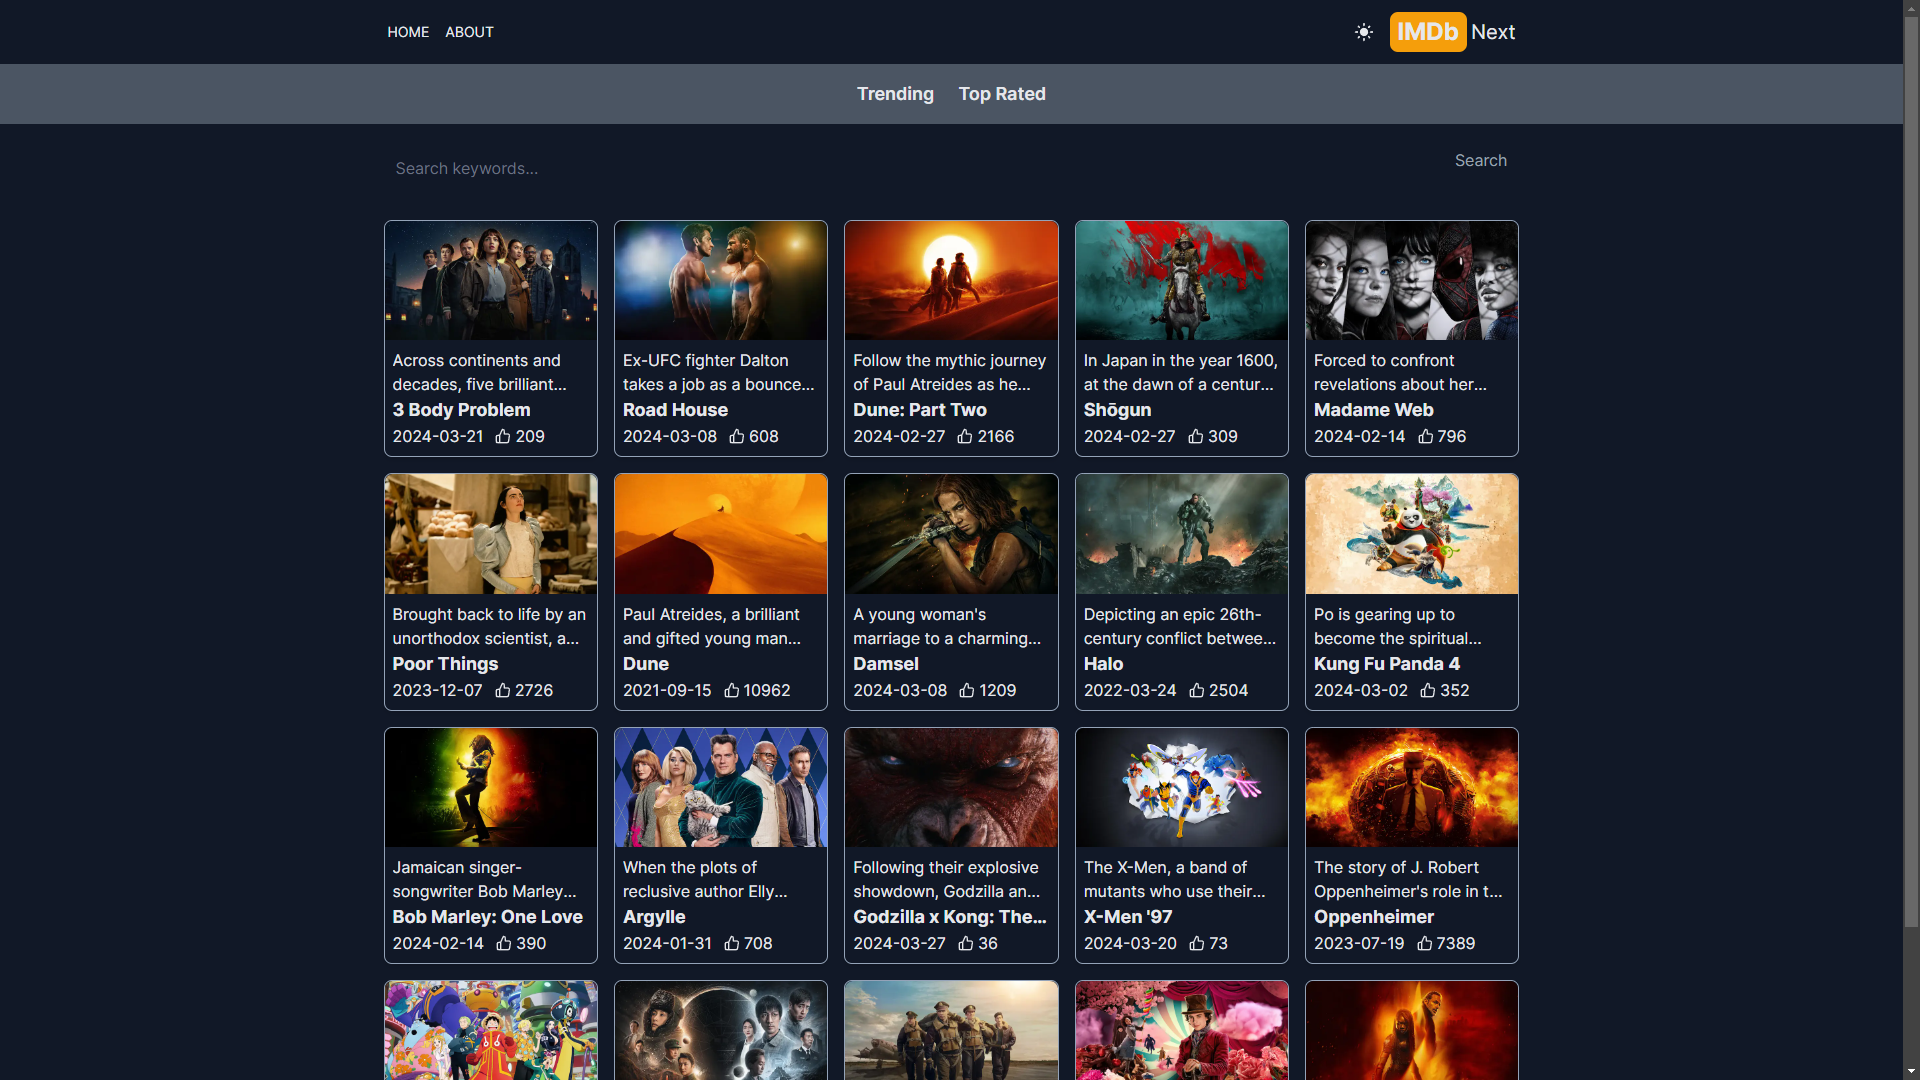 HOME ABOUT IMDb Next
Trending Top Rated
Search keywords... Search
Across continents and
decades, five brilliant...
3 Body Problem
2024-03-21 209
Ex-UFC fighter Dalton
takes a job as a bounce...
Road House
2024-03-08 608
Follow the mythic journey
of Paul Atreides as he...
Dune: Part Two
2024-02-27 2166
In Japan in the year 1600,
at the dawn of a centur...
Shōgun
2024-02-27 309
Forced to confront
revelations about her...
Madame Web
2024-02-14 796
Brought back to life by an
unorthodox scientist, a...
Poor Things
2023-12-07 2726
Paul Atreides, a brilliant
and gifted young man...
Dune
2021-09-15 10962
A young woman's
marriage to a charming...
Damsel
2024-03-08 1209
Depicting an epic 26th-
century conflict betwee...
Halo
2022-03-24 2504
Po is gearing up to
become the spiritual...
Kung Fu Panda 4
2024-03-02 352
Jamaican singer-
songwriter Bob Marley...
Bob Marley: One Love
2024-02-14 390
When the plots of
reclusive author Elly...
Argylle
2024-01-31 708
Following their explosive
showdown, Godzilla an...
Godzilla x Kong: The...
2024-03-27 36
The X-Men, a band of
mutants who use their...
X-Men '97
2024-03-20 73
The story of J. Robert
Oppenheimer's role in t...
Oppenheimer
2023-07-19 7389